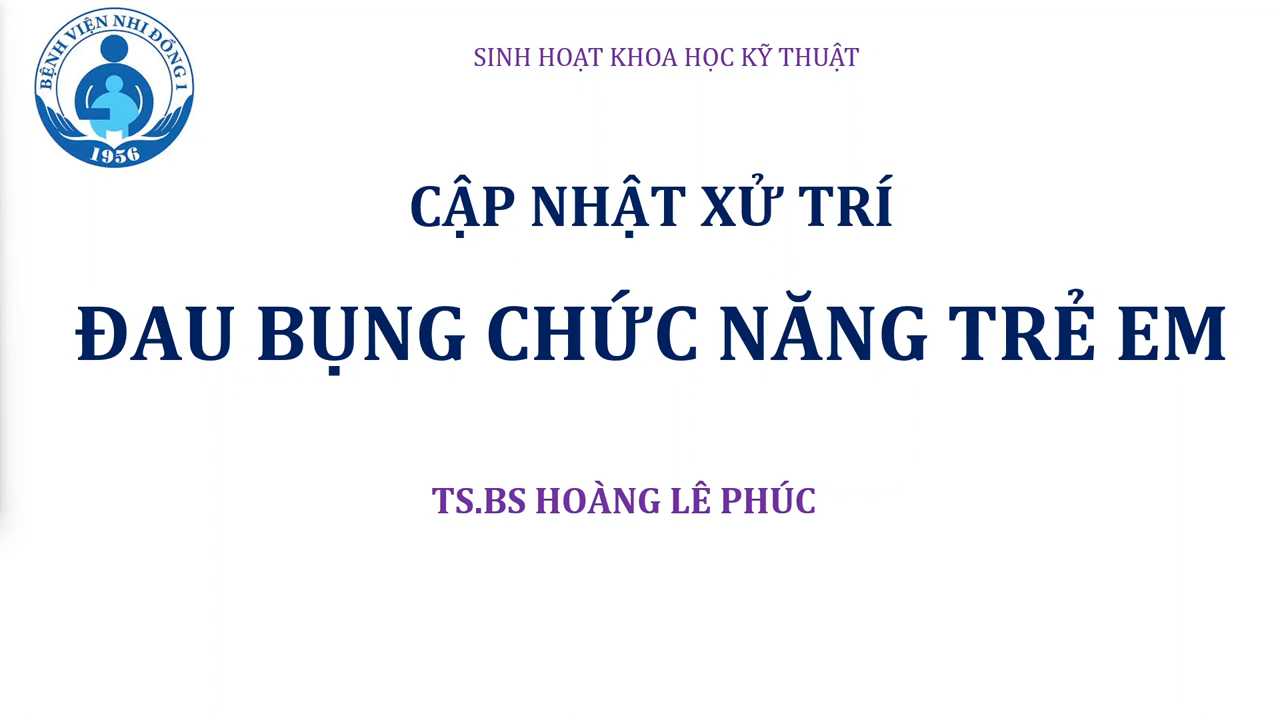 BỆNH VIỆN NHI ĐỒNG 1
1956
SINH HOẠT KHOA HỌC KỸ THUẬT
CẬP NHẬT XỬ TRÍ
ĐAU BỤNG CHỨC NĂNG TRẺ EM
TS.BS HOÀNG LÊ PHÚC